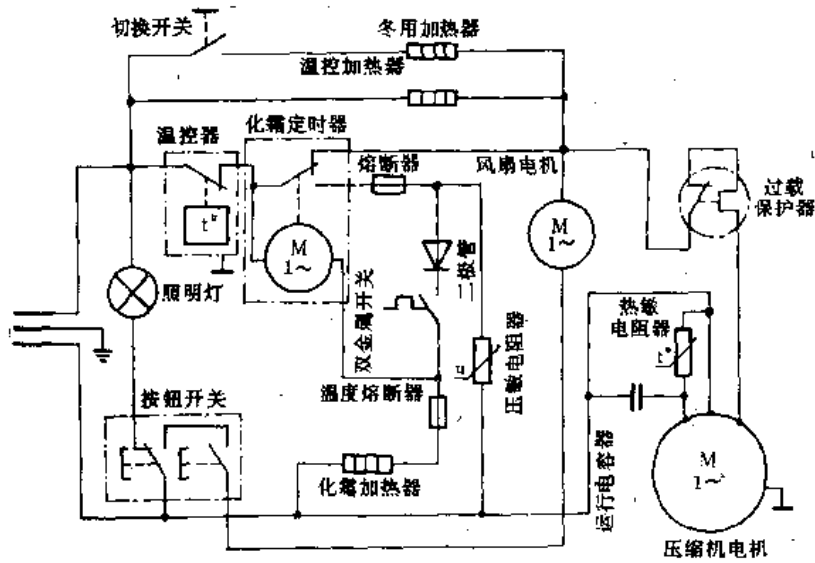 切换开关
冬用加热器
温控加热器
化霜定时器
温控器
熔断器
风扇电机
过载
保护器
t°
M
1~
M
1~
二极管
照明灯
双金属开关
热敏
电阻器
t°
u
压敏电阻器
按钮开关
温度熔断器
化霜加热器
运行电容器
M
1~
压缩机电机